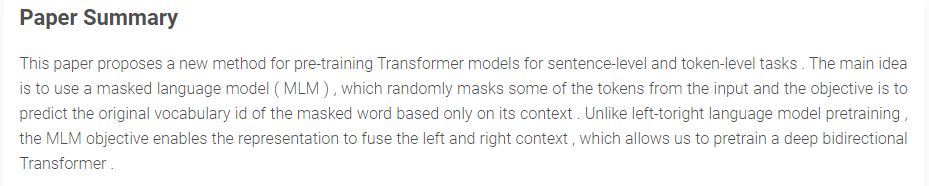 Paper Summary
This paper proposes a new method for pre-training Transformer models for sentence-level and token-level tasks . The main idea
is to use a masked language model ( MLM ) , which randomly masks some of the tokens from the input and the objective is to
predict the original vocabulary id of the masked word based only on its context . Unlike left-toright language model pretraining ,
the MLM objective enables the representation to fuse the left and right context , which allows us to pretrain a deep bidirectional
Transformer .